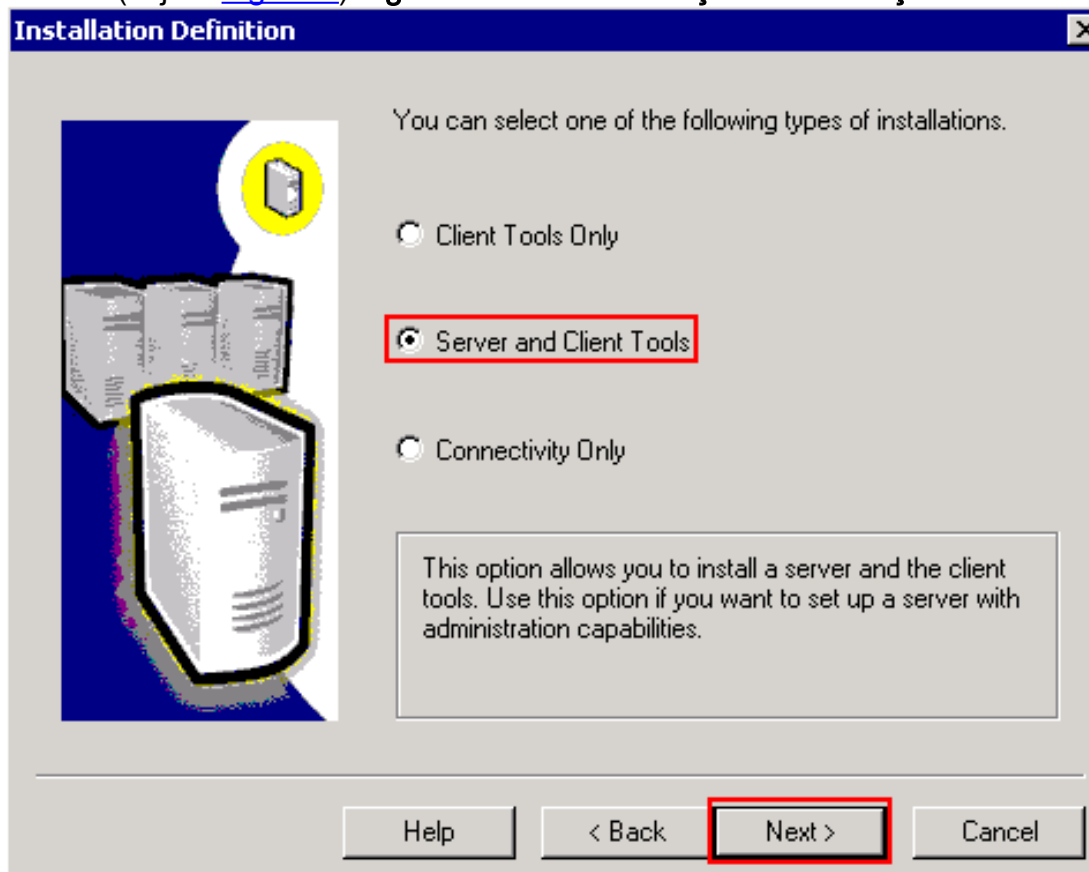 Installation Definition
You can select one of the following types of installations.
Client Tools Only
Server and Client Tools
Connectivity Only
This option allows you to install a server and the client
tools. Use this option if you want to set up a server with
administration capabilities.
Help
< Back
Next >
Cancel